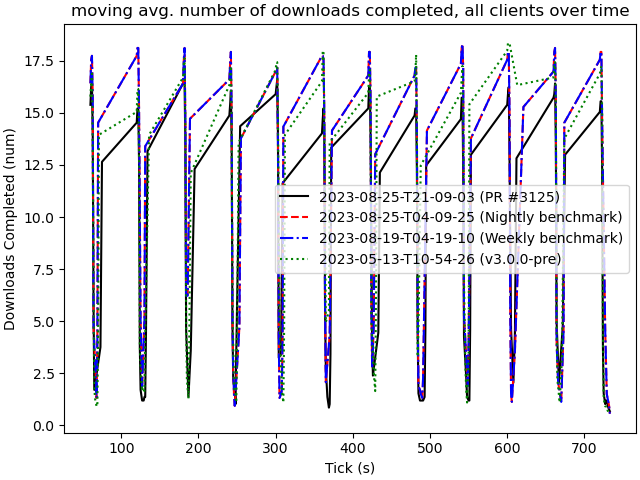 moving avg. number of downloads completed, all clients over time
17.5
15.0
12.5
10.0
7.5
5.0
2.5
0.0
Downloads Completed (num)
2023-08-25-T21-09-03 (PR #3125)
2023-08-25-T04-09-25 (Nightly benchmark)
2023-08-19-T04-19-10 (Weekly benchmark)
2023-05-13-T10-54-26 (v3.0.0-pre)
100 200 300 400 500 600 700
Tick (s)